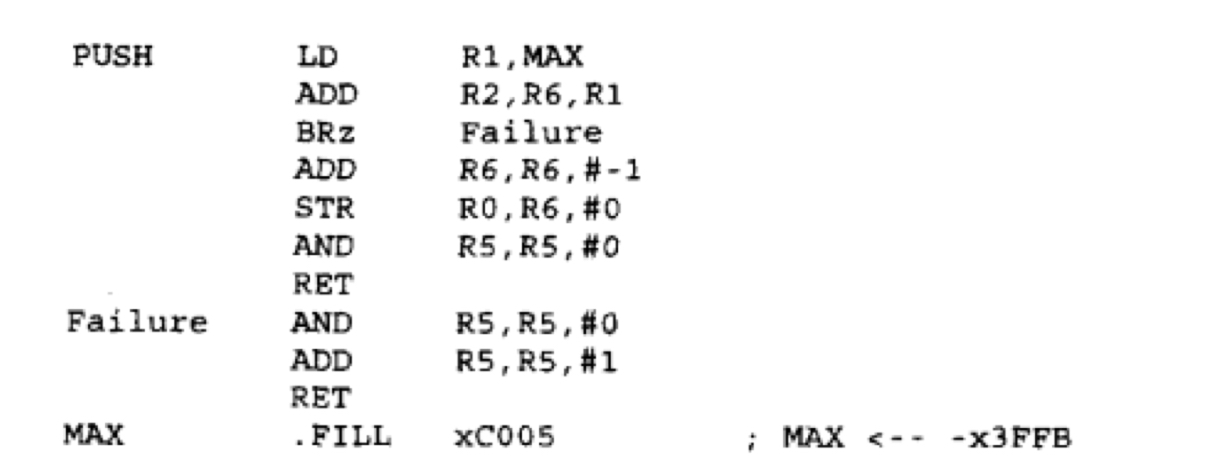 PUSH LD R1,MAX
ADD R2,R6,R1
BRz Failure
ADD R6,R6,#-1
STR R0,R6,#0
AND R5,R5,#0
RET
Failure AND R5,R5,#0
ADD R5,R5,#1
RET
MAX .FILL xC005 ; MAX <-- -x3FFB